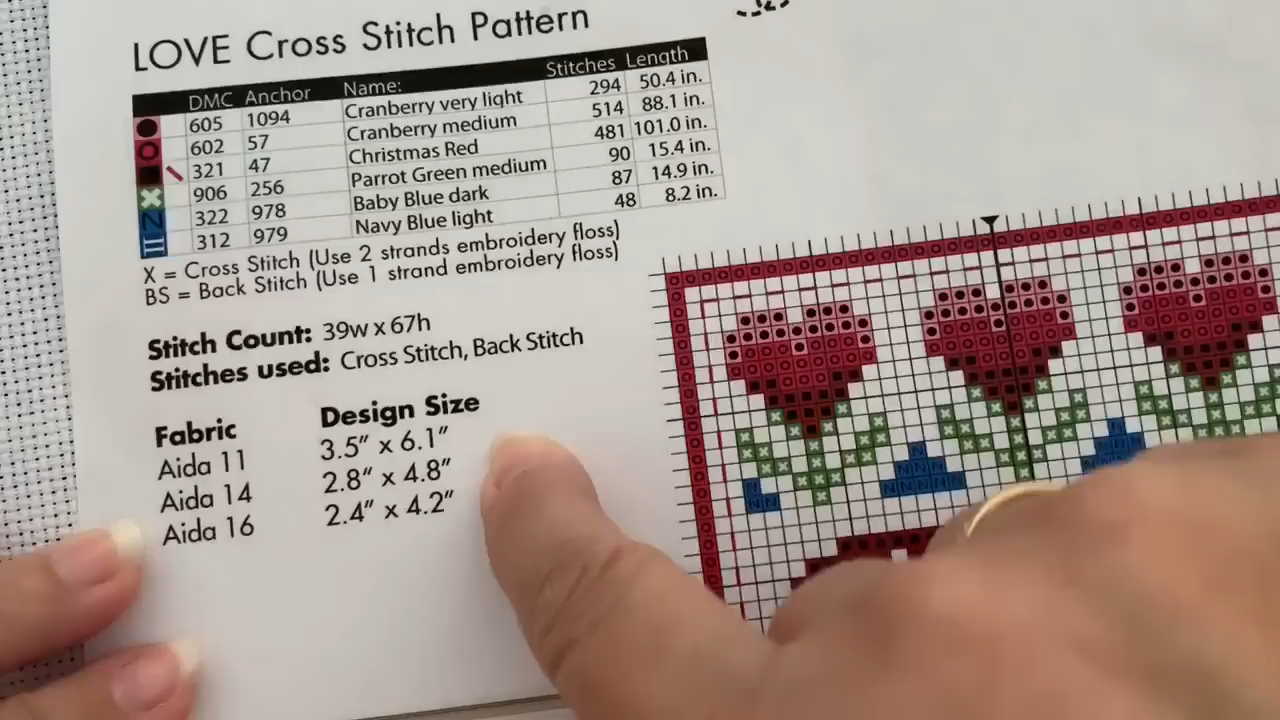 LOVE Cross Stitch Pattern
DMC Anchor Name: Stitches Length
605 1094 Cranberry very light 294 50.4 in.
602 57 Cranberry medium 514 88.1 in.
321 47 Christmas Red 481 101.0 in.
906 256 Parrot Green medium 90 15.4 in.
322 978 Baby Blue dark 87 14.9 in.
312 979 Navy Blue light 48 8.2 in.
X = Cross Stitch (Use 2 strands embroidery floss)
BS = Back Stitch (Use 1 strand embroidery floss)
Stitch Count: 39w x 67h
Stitches used: Cross Stitch, Back Stitch
Fabric Design Size
Aida 11 3.5” x 6.1”
Aida 14 2.8” x 4.8”
Aida 16 2.4” x 4.2”